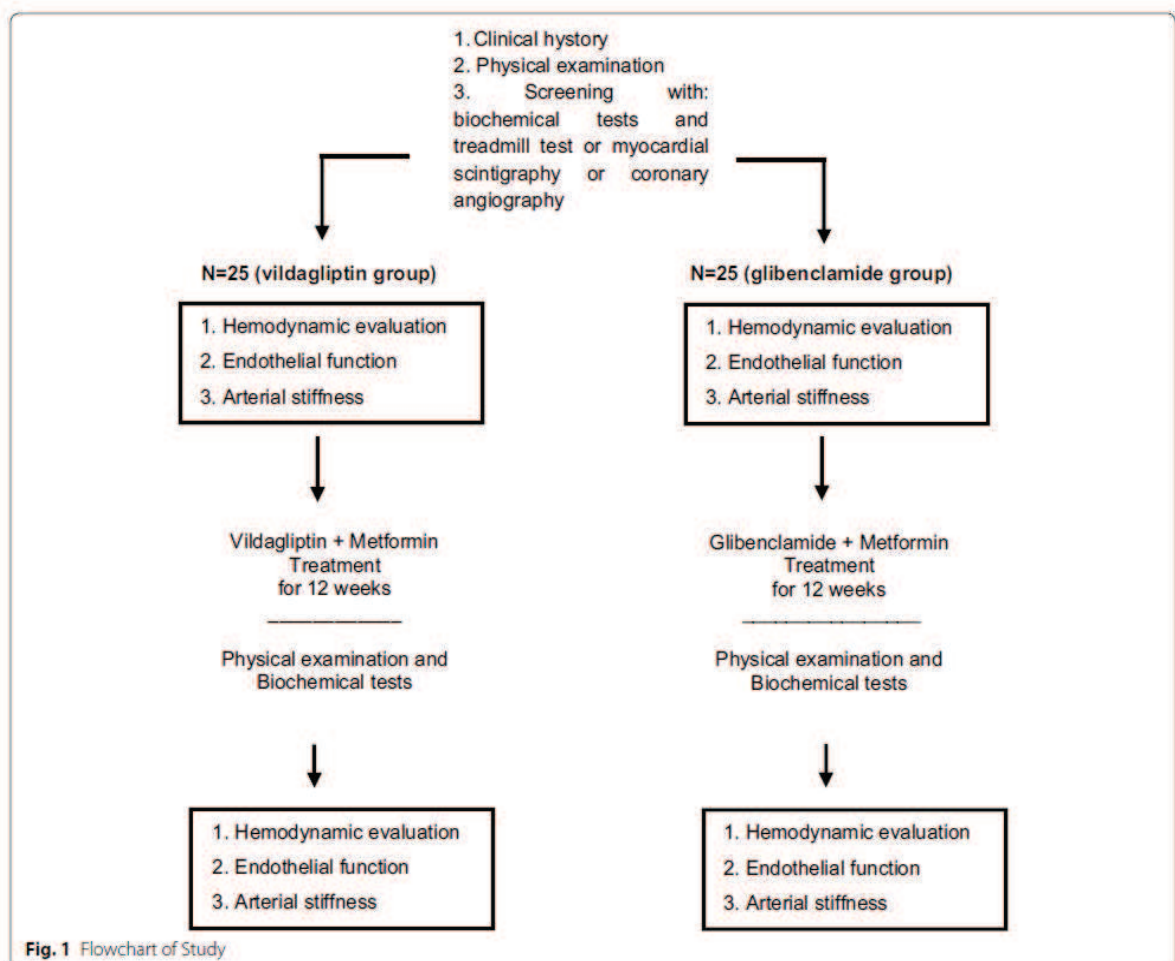 1. Clinical hystory
2. Physical examination
3. Screening with:
biochemical tests and
treadmill test or myocardial
scintigraphy or coronary
angiography
N=25 (vildagliptin group)
N=25 (glibenclamide group)
1. Hemodynamic evaluation
2. Endothelial function
3. Arterial stiffness
1. Hemodynamic evaluation
2. Endothelial function
3. Arterial stiffness
Vildagliptin + Metformin
Treatment
for 12 weeks
Glibenclamide + Metformin
Treatment
for 12 weeks
Physical examination and
Biochemical tests
Physical examination and
Biochemical tests
1. Hemodynamic evaluation
2. Endothelial function
3. Arterial stiffness
1. Hemodynamic evaluation
2. Endothelial function
3. Arterial stiffness
Fig. 1 Flowchart of Study